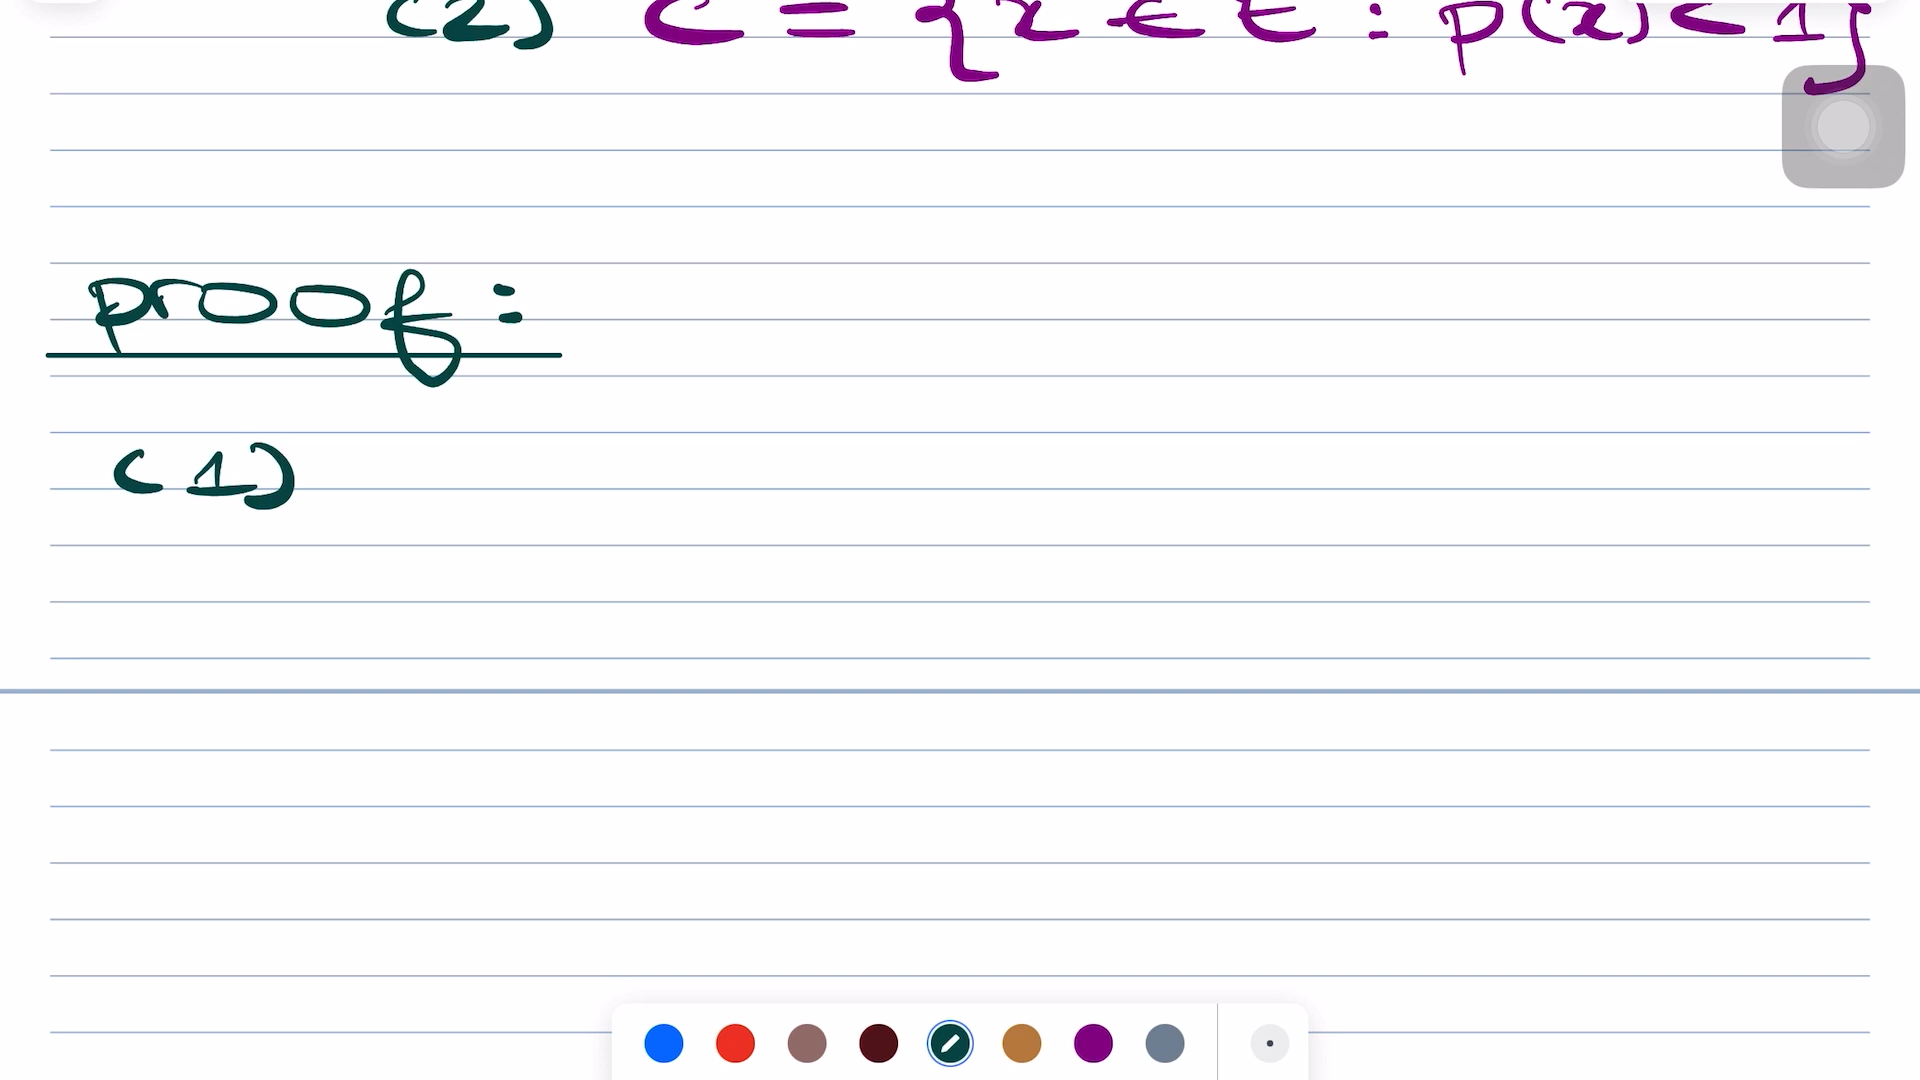 (2) C = {x ∈ E : p(x) < 1}
proof :
(1)